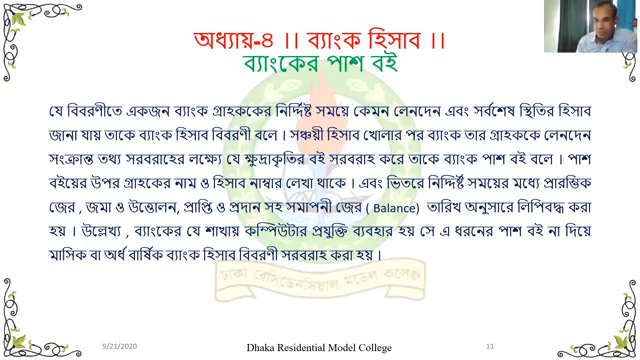 অধ্যায়-৪ ।। ব্যাংক হিসাব ।।
ব্যাংকের পাশ বই
যে বিবরণীতে একজন ব্যাংক গ্রাহককের নির্দ্দিষ্ট সময়ে কেমন লেনদেন এবং সর্বশেষ স্থিতির হিসাব
জানা যায় তাকে ব্যাংক হিসাব বিবরণী বলে । সঞ্চয়ী হিসাব খোলার পর ব্যাংক তার গ্রাহককে লেনদেন
সংক্রান্ত তথ্য সরবরাহের লক্ষ্যে যে ক্ষুদ্রাকৃতির বই সরবরাহ করে তাকে ব্যাংক পাশ বই বলে । পাশ
বইয়ের উপর গ্রাহকের নাম ও হিসাব নাম্বার লেখা থাকে । এবং ভিতরে নির্দ্দিষ্ট সময়ের মধ্যে প্রারম্ভিক
জের , জমা ও উত্তোলন, প্রাপ্তি ও প্রদান সহ সমাপনী জের ( Balance) তারিখ অনুসারে লিপিবদ্ধ করা
হয় । উল্লেখ্য , ব্যাংকের যে শাখায় কম্পিউটার প্রযুক্তি ব্যবহার হয় সে এ ধরনের পাশ বই না দিয়ে
মাসিক বা অর্ধ বার্ষিক ব্যাংক হিসাব বিবরণী সরবরাহ করা হয় ।
ঢাকা রেসিডেনসিয়াল মডেল কলেজ
9/21/2020 Dhaka Residential Model College 11